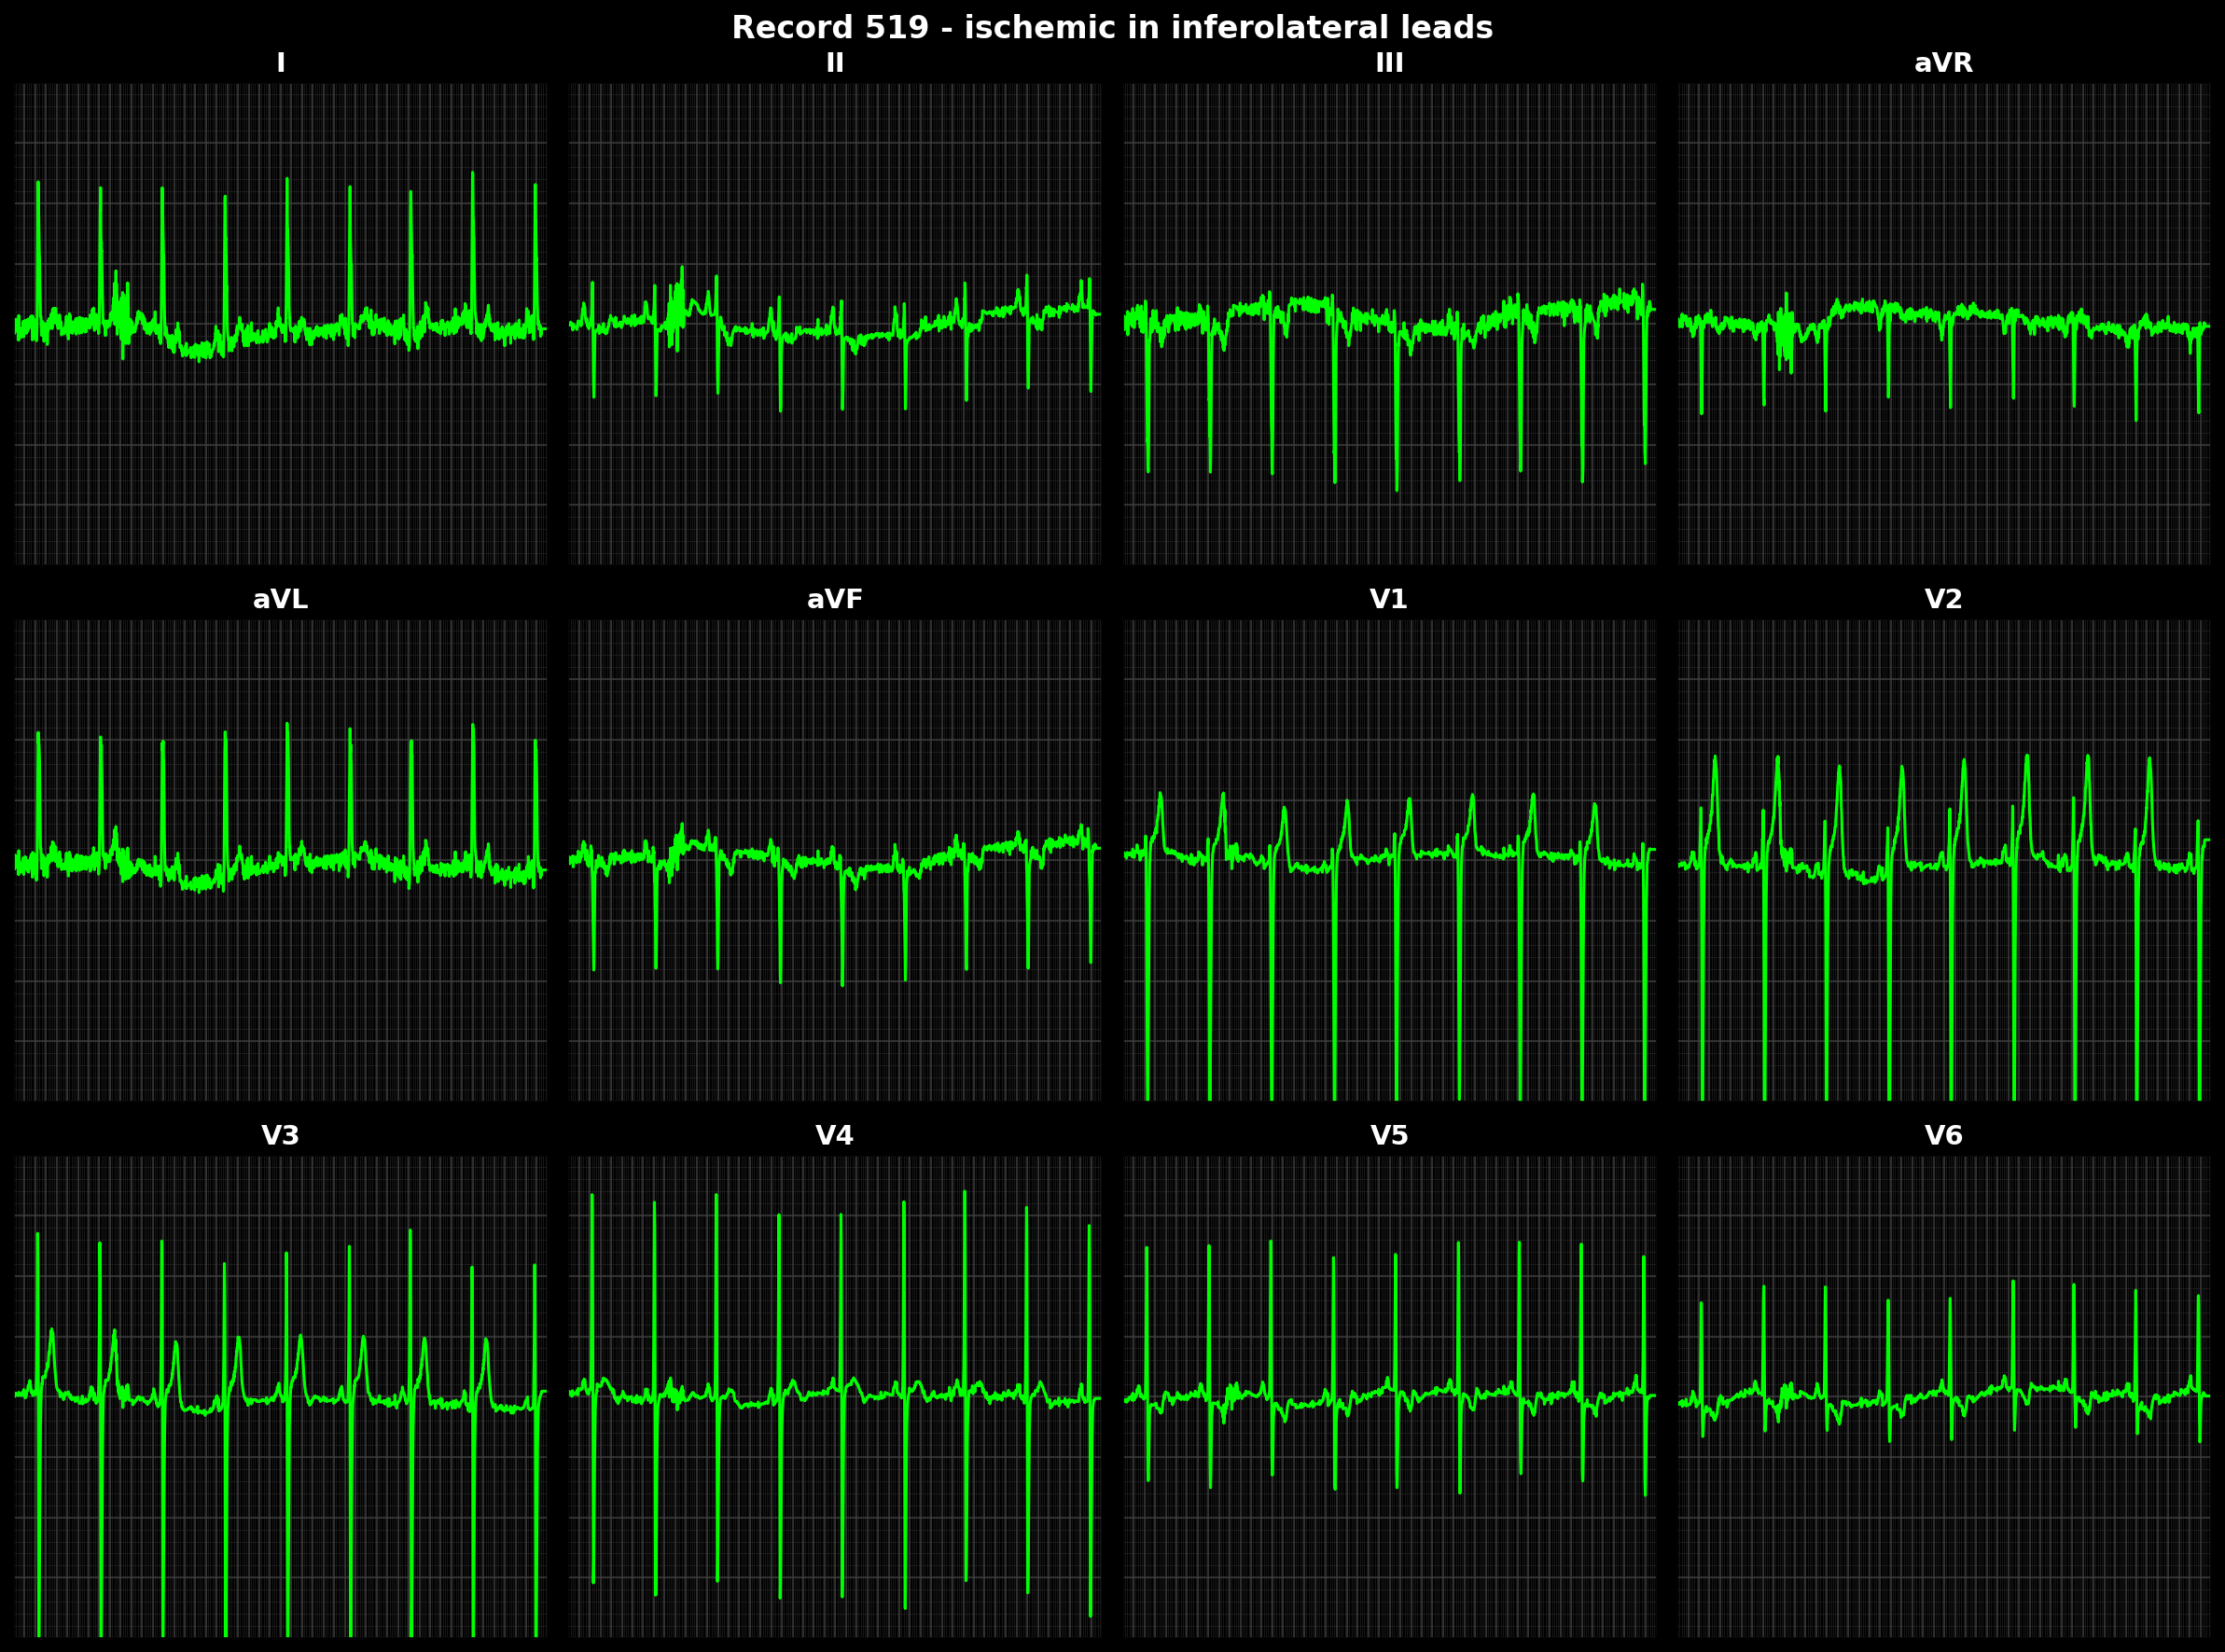 Record 519 - ischemic in inferolateral leads
I II III aVR
aVL aVF V1 V2
V3 V4 V5 V6